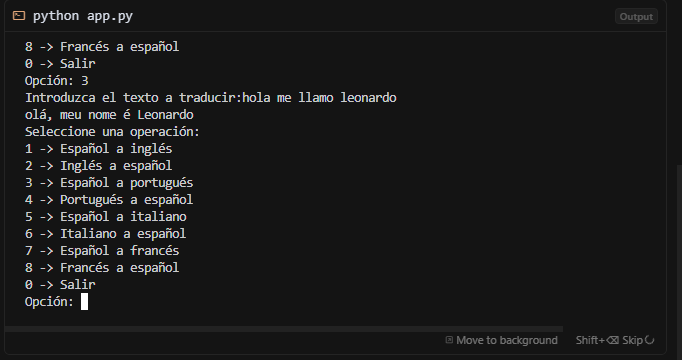 python app.py
Output
8 -> Francés a español
0 -> Salir
Opción: 3
Introduzca el texto a traducir:hola me llamo leonardo
olá, meu nome é Leonardo
Seleccione una operación:
1 -> Español a inglés
2 -> Inglés a español
3 -> Español a portugués
4 -> Portugués a español
5 -> Español a italiano
6 -> Italiano a español
7 -> Español a francés
8 -> Francés a español
0 -> Salir
Opción:
Move to background Shift+⌫ Skip